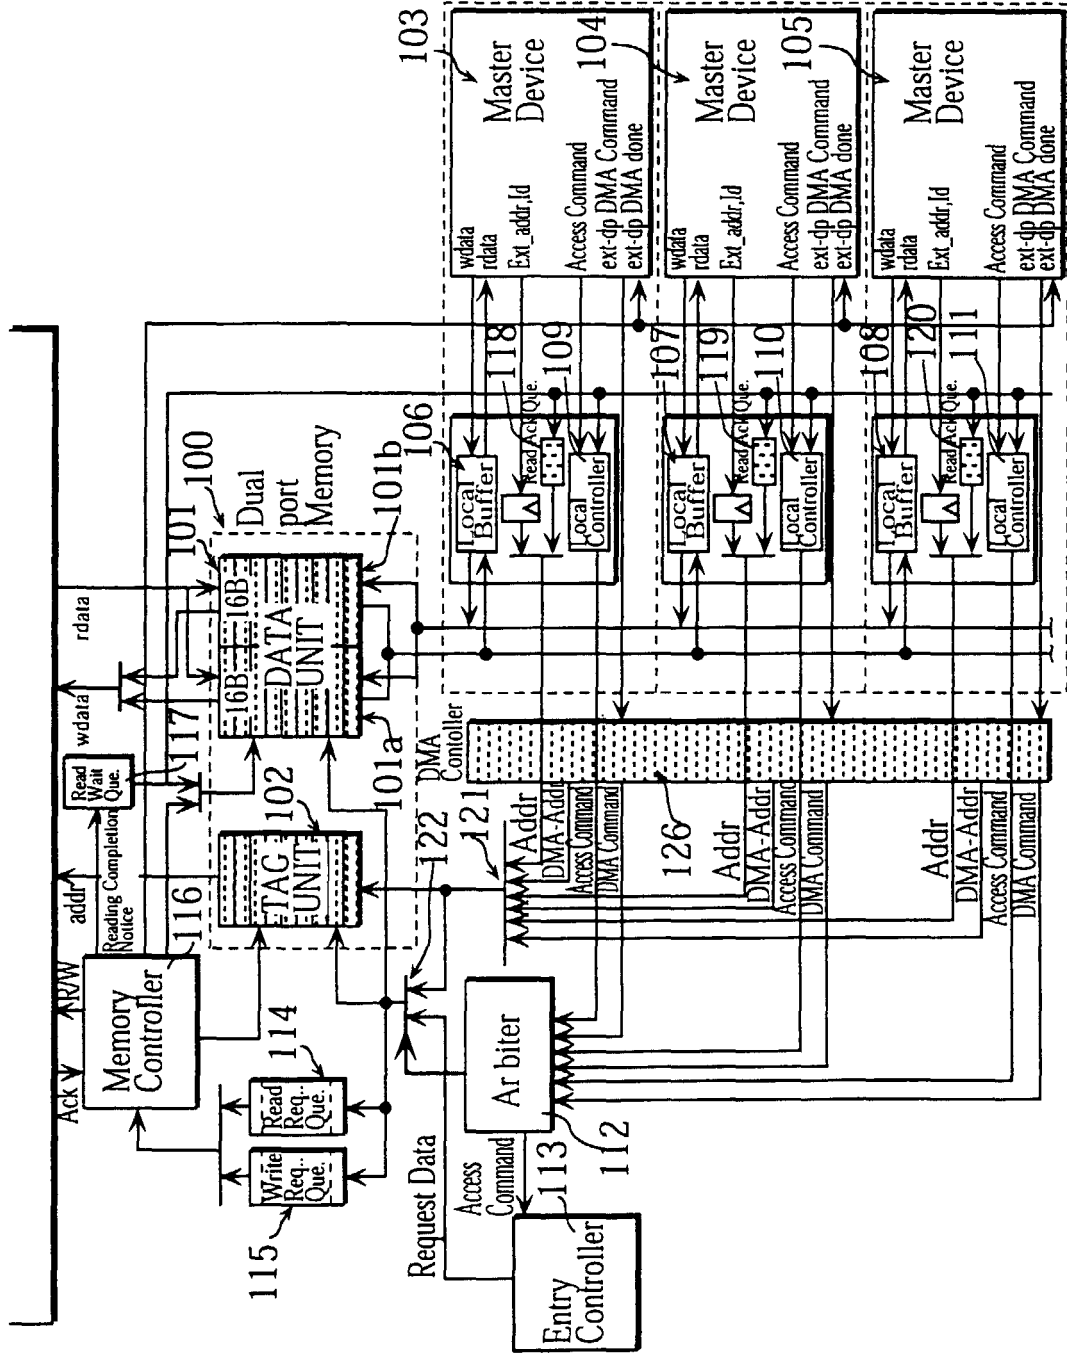 Ack
R/W
addr
wdata
rdata
Memory
Controller
116
Reading Completion
Notice
Read
Wait
Que.
117
115
Write
Req..
Que.
114
Read
Req..
Que.
102
TAG
UNIT
101
100
Dual
port
Memory
16B
16B
DATA
UNIT
101a
101b
122
121
Request Data
Access
Command
113
Entry
Controller
Ar biter
112
DMA
Contoller
126
Addr
DMA-Addr
Access Command
DMA Command
Addr
DMA-Addr
Access Command
DMA Command
Addr
DMA-Addr
Access Command
DMA Command
106
Local
Buffer
118
Read Ack Que.
109
Local
Controller
107
Local
Buffer
119
Read Ack Que.
110
Local
Controller
108
Local
Buffer
120
Read Ack Que.
111
Local
Controller
103
Master
Device
wdata
rdata
Ext_addr,Id
Access Command
ext-dp DMA Command
ext-dp DMA done
104
Master
Device
wdata
rdata
Ext_addr,Id
Access Command
ext-dp DMA Command
ext-dp DMA done
105
Master
Device
wdata
rdata
Ext_addr,Id
Access Command
ext-dp DMA Command
ext-dp DMA done